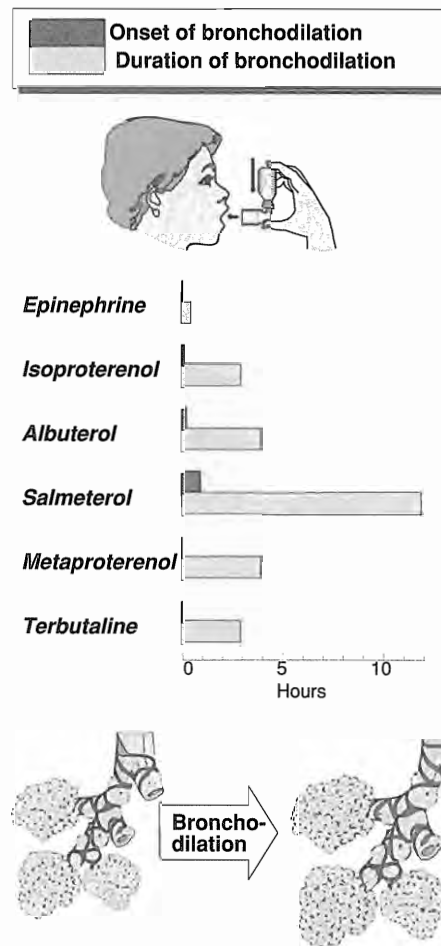 Onset of bronchodilation
Duration of bronchodilation
Epinephrine
Isoproterenol
Albuterol
Salmeterol
Metaproterenol
Terbutaline
0 5 10
Hours
Broncho-
dilation